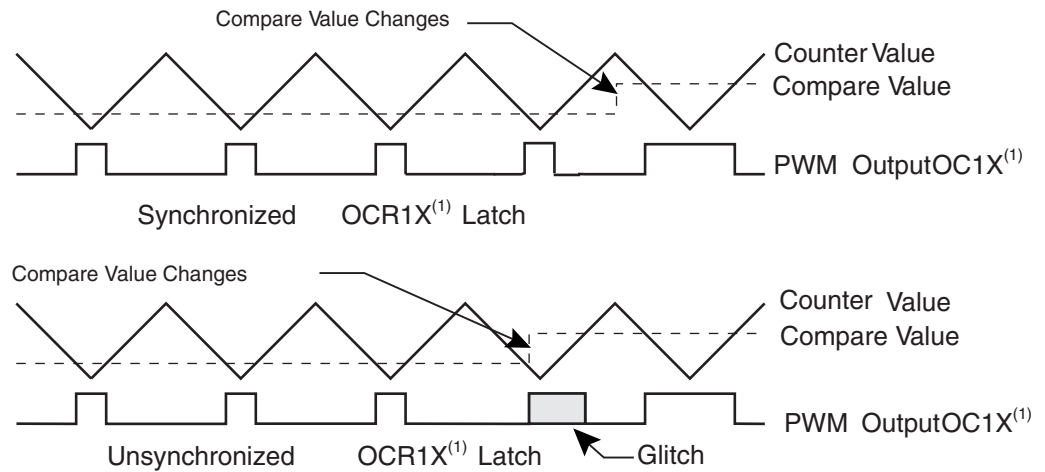 Compare Value Changes
Counter Value
Compare Value
PWM OutputOC1X(1)
Synchronized OCR1X(1) Latch
Compare Value Changes
Counter Value
Compare Value
PWM OutputOC1X(1)
Unsynchronized OCR1X(1) Latch Glitch